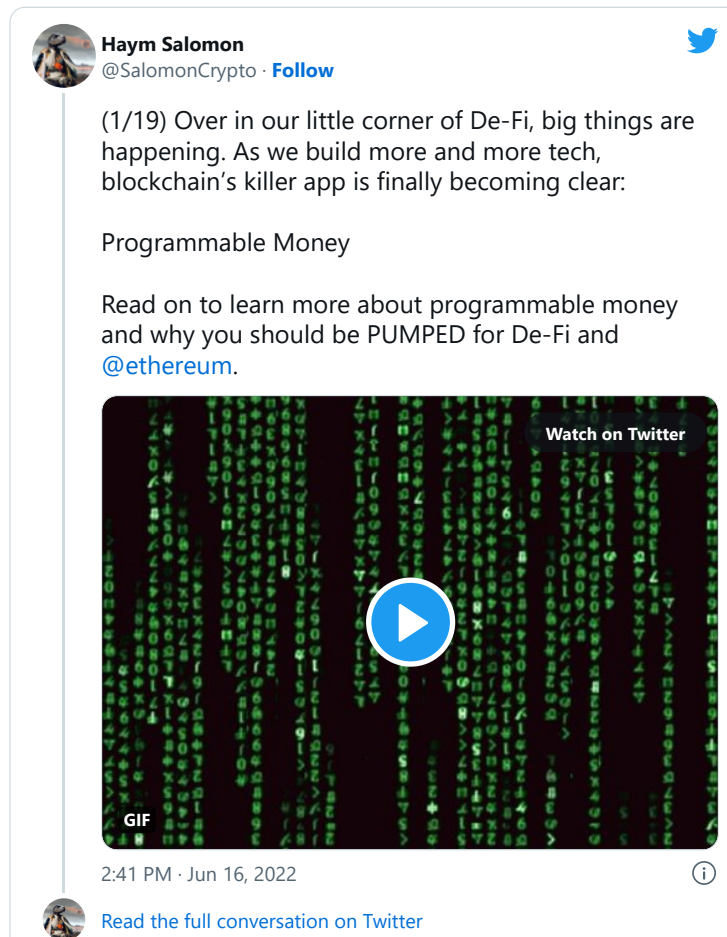 Haym Salomon
@SalomonCrypto · Follow
(1/19) Over in our little corner of De-Fi, big things are
happening. As we build more and more tech,
blockchain’s killer app is finally becoming clear:
Programmable Money
Read on to learn more about programmable money
and why you should be PUMPED for De-Fi and
@ethereum.
Watch on Twitter
GIF
2:41 PM · Jun 16, 2022
Read the full conversation on Twitter